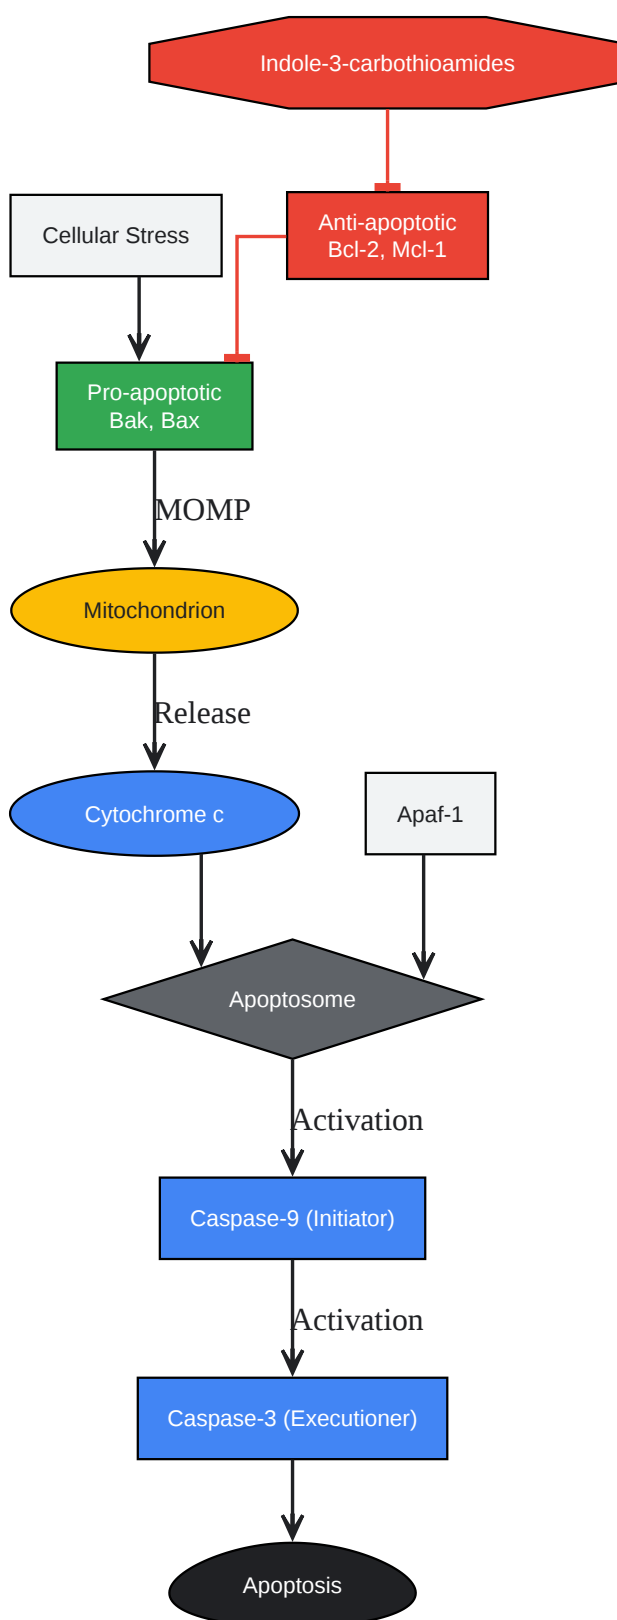 Indole-3-carbothioamides
Anti-apoptotic
Bcl-2, Mcl-1
Cellular Stress
Pro-apoptotic
Bak, Bax
MOMP
Mitochondrion
Release
Cytochrome c
Apaf-1
Apoptosome
Activation
Caspase-9 (Initiator)
Activation
Caspase-3 (Executioner)
Apoptosis